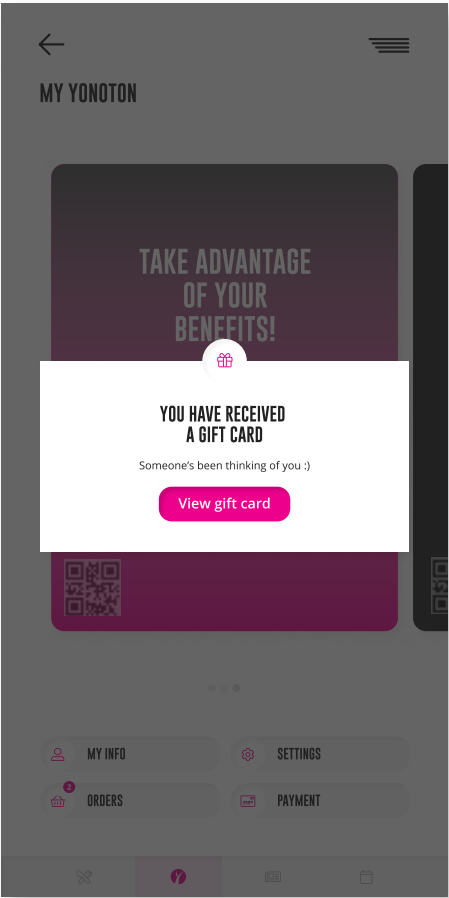 MY YONOTON
TAKE ADVANTAGE
OF YOUR
BENEFITS!
YOU HAVE RECEIVED
A GIFT CARD
Someone's been thinking of you :)
View gift card
MY INFO
SETTINGS
2
ORDERS
PAYMENT